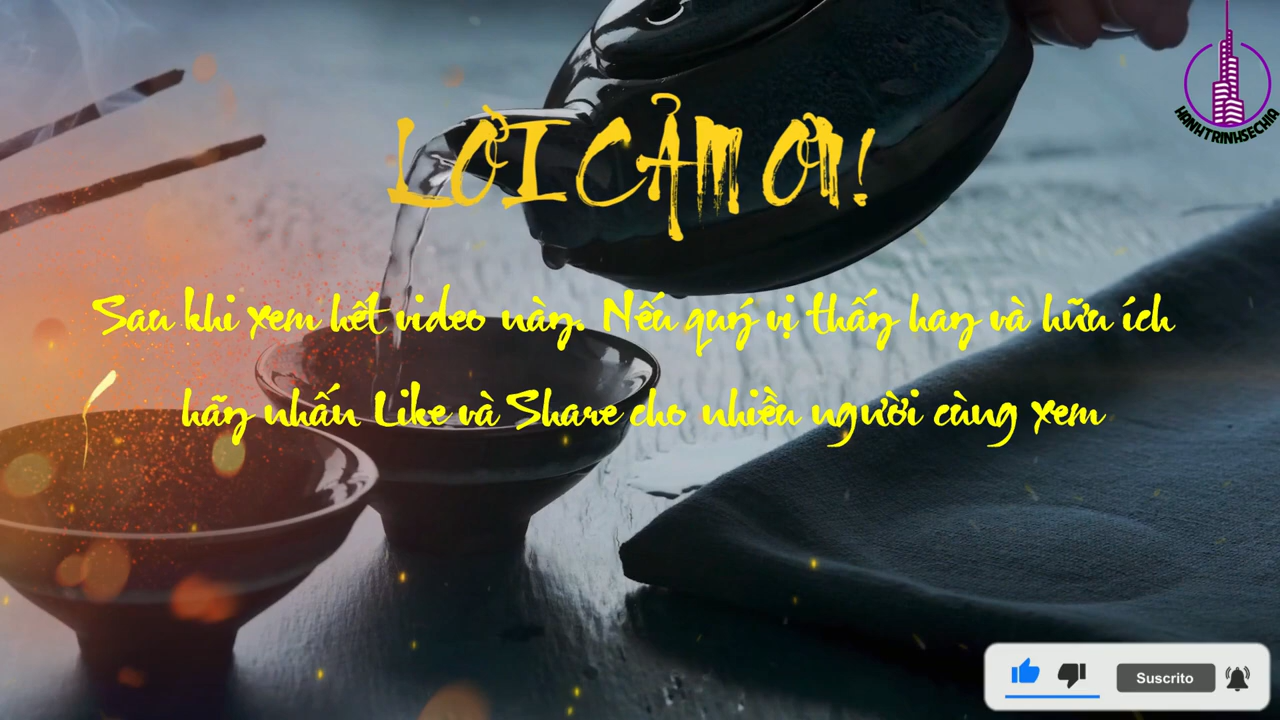 HANHTRINHSECHIA
LỜI CẢM ƠN!
Sau khi xem hết video này. Nếu quý vị thấy hay và hữu ích
hãy nhấn Like và Share cho nhiều người cùng xem
Suscrito